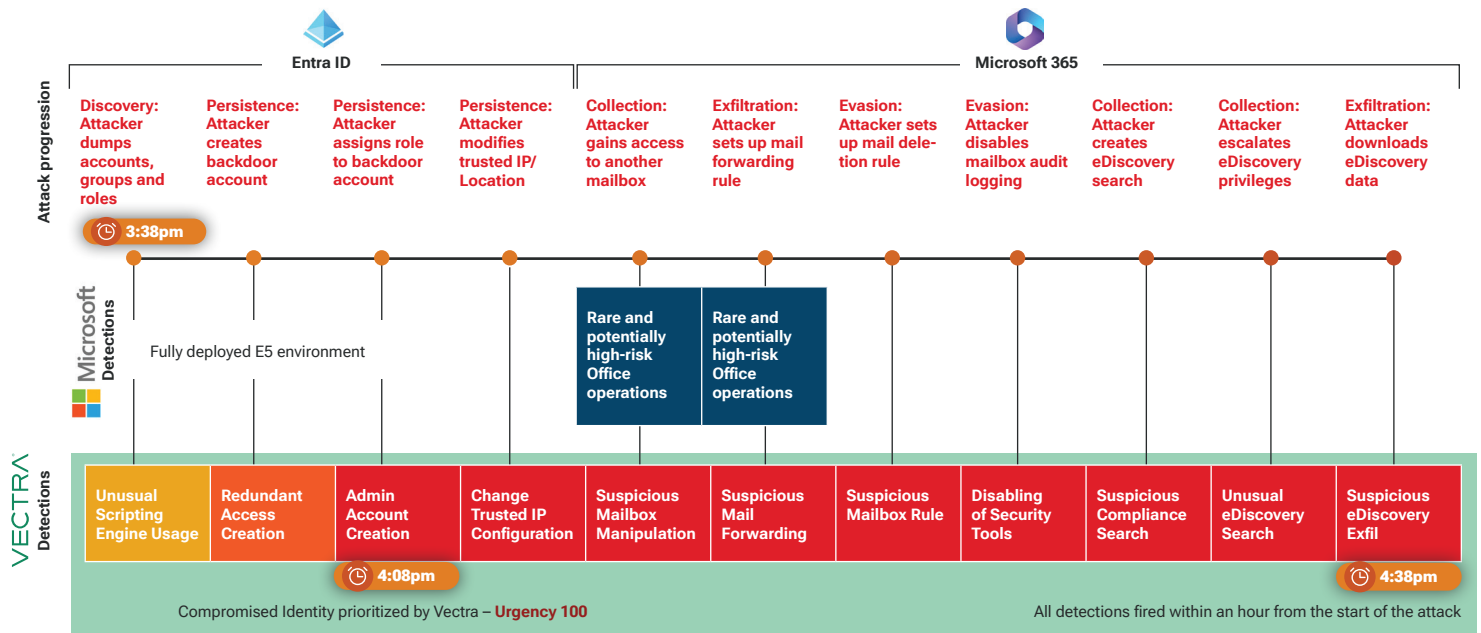 Entra ID
Microsoft 365
Attack progression
Discovery:
Attacker
dumps
accounts,
groups and
roles
Persistence:
Attacker
creates
backdoor
account
Persistence:
Attacker
assigns role
to backdoor
account
Persistence:
Attacker
modifies
trusted IP/
Location
Collection:
Attacker
gains access
to another
mailbox
Exfiltration:
Attacker
sets up mail
forwarding
rule
Evasion:
Attacker sets
up mail dele-
tion rule
Evasion:
Attacker
disables
mailbox audit
logging
Collection:
Attacker
creates
eDiscovery
search
Collection:
Attacker
escalates
eDiscovery
privileges
Exfiltration:
Attacker
downloads
eDiscovery
data
3:38pm
Microsoft
Detections
Fully deployed E5 environment
Rare and
potentially
high-risk
Office
operations
Rare and
potentially
high-risk
Office
operations
VECTRA
Detections
Unusual
Scripting
Engine Usage
Redundant
Access
Creation
Admin
Account
Creation
Change
Trusted IP
Configuration
Suspicious
Mailbox
Manipulation
Suspicious
Mail
Forwarding
Suspicious
Mailbox Rule
Disabling
of Security
Tools
Suspicious
Compliance
Search
Unusual
eDiscovery
Search
Suspicious
eDiscovery
Exfil
4:08pm
4:38pm
Compromised Identity prioritized by Vectra – Urgency 100
All detections fired within an hour from the start of the attack